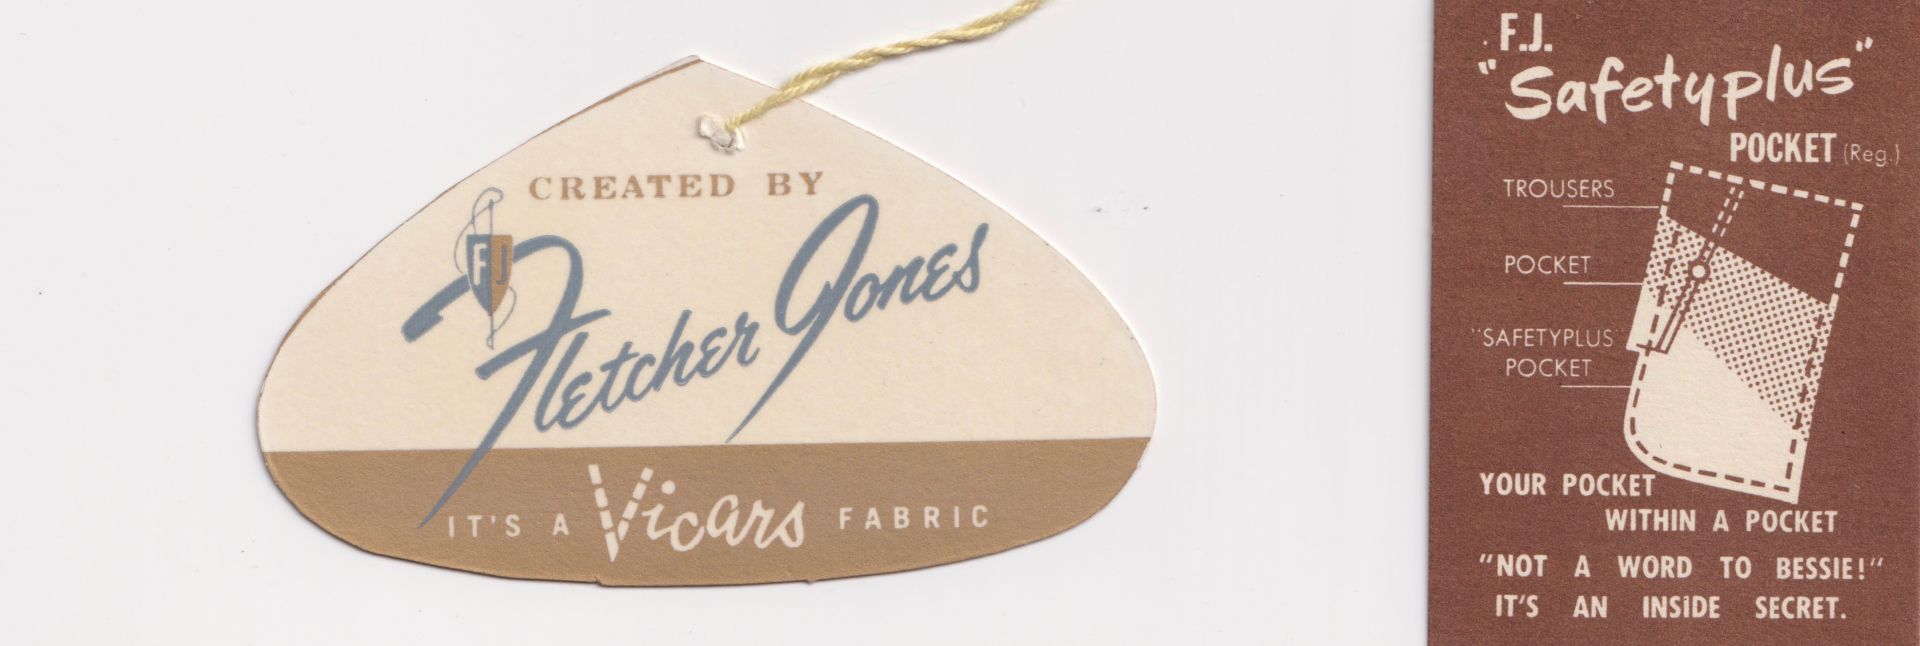 CREATED BY
FJ
Fletcher Jones
IT'S A Vicars FABRIC
F.J.
"Safetyplus"
POCKET (Reg.)
TROUSERS
POCKET
"SAFETYPLUS"
POCKET
YOUR POCKET
WITHIN A POCKET
"NOT A WORD TO BESSIE!"
IT'S AN INSIDE SECRET.